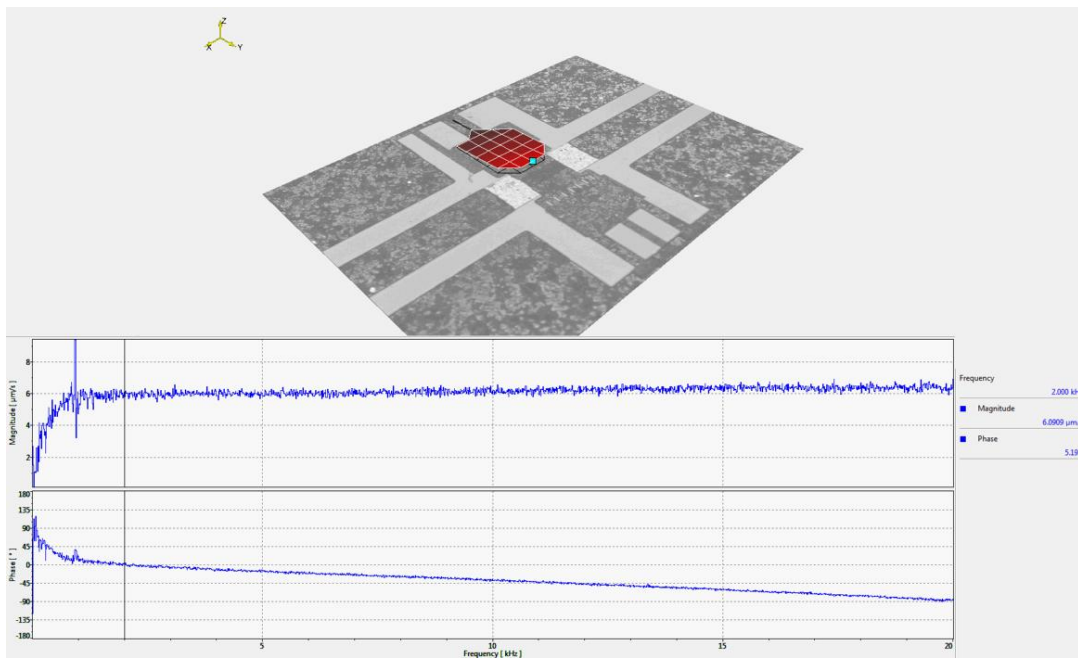 Z
X Y
Magnitude [ µm/s ]
8
6
4
2
Frequency
2.000 kH
Magnitude
6.0909 µm/
Phase
5.19
Phase [ ° ]
180
135
90
45
0
-45
-90
-135
-180
5 10 15 20
Frequency [ kHz ]